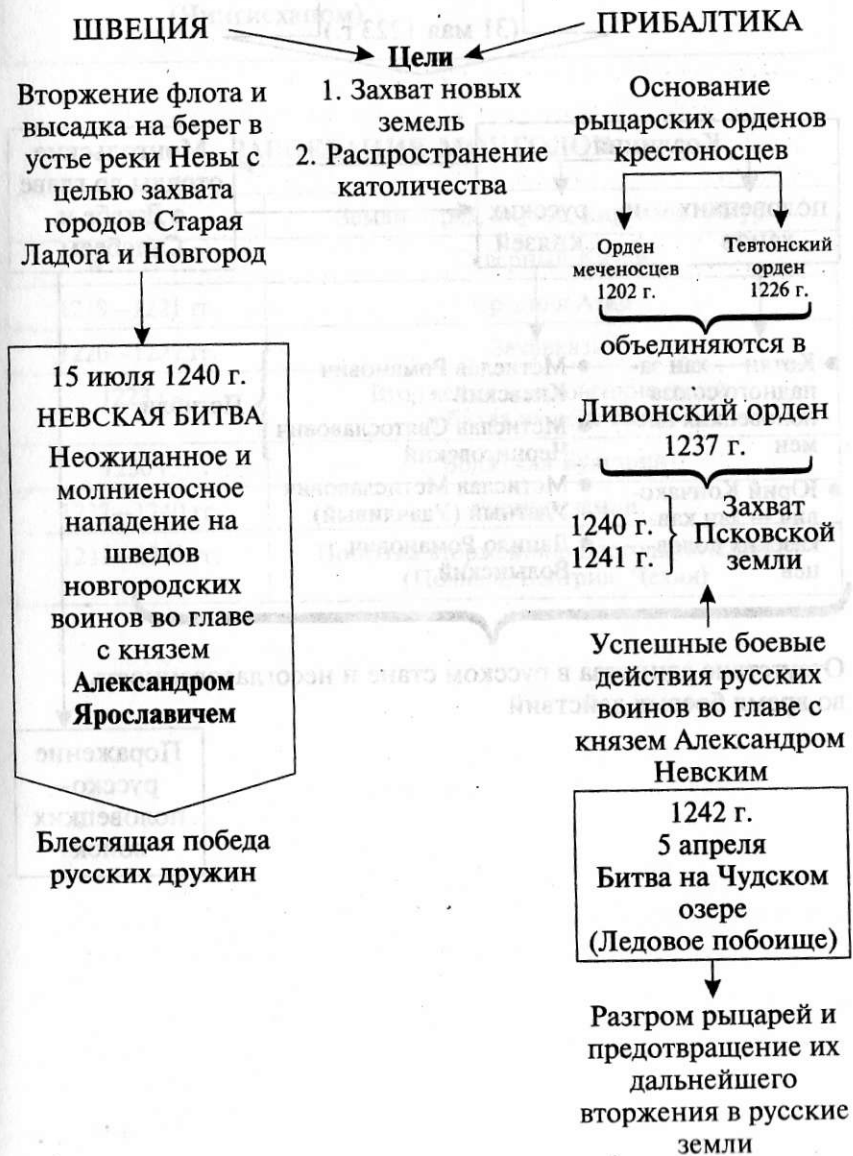 ШВЕЦИЯ
ПРИБАЛТИКА
Цели
1. Захват новых
земель
2. Распространение
католичества
Вторжение флота и
высадка на берег в
устье реки Невы с
целью захвата
городов Старая
Ладога и Новгород
15 июля 1240 г.
НЕВСКАЯ БИТВА
Неожиданное и
молниеносное
нападение на
шведов
новгородских
воинов во главе
с князем
Александром
Ярославичем
Блестящая победа
русских дружин
Основание
рыцарских орденов
крестоносцев
Орден
меченосцев
1202 г.
Тевтонский
орден
1226 г.
объединяются в
Ливонский орден
1237 г.
1240 г.
1241 г.
Захват
Псковской
земли
Успешные боевые
действия русских
воинов во главе с
князем Александром
Невским
1242 г.
5 апреля
Битва на Чудском
озере
(Ледовое побоище)
Разгром рыцарей и
предотвращение их
дальнейшего
вторжения в русские
земли